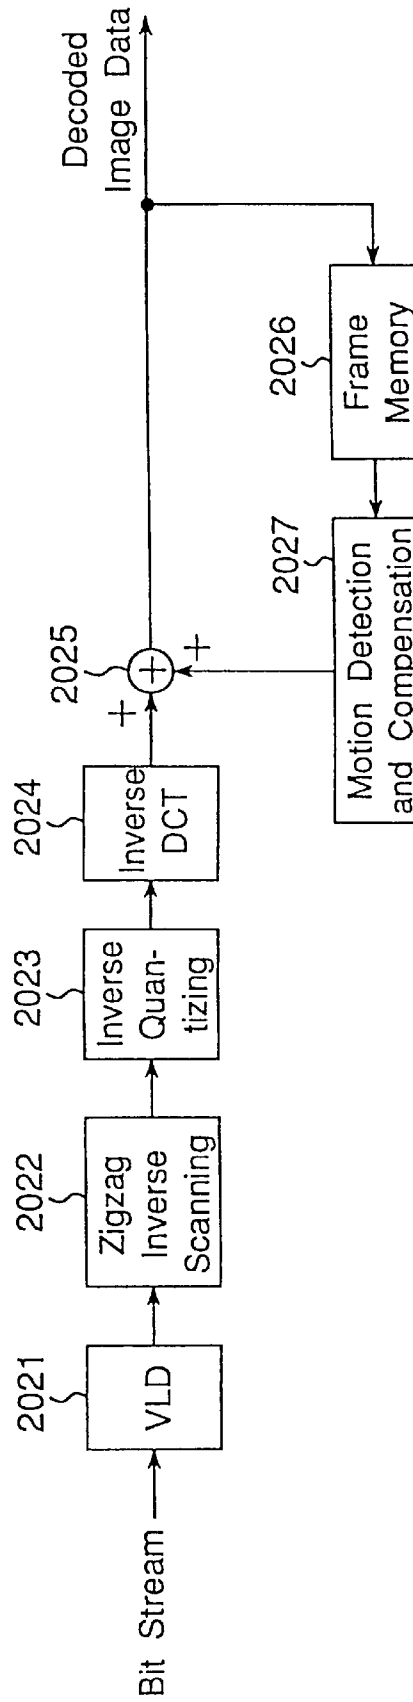 Bit Stream
2021
VLD
2022
Zigzag
Inverse
Scanning
2023
Inverse
Quan-
tizing
2024
Inverse
DCT
2025
+
+
+
Decoded
Image Data
2026
Frame
Memory
2027
Motion Detection
and Compensation